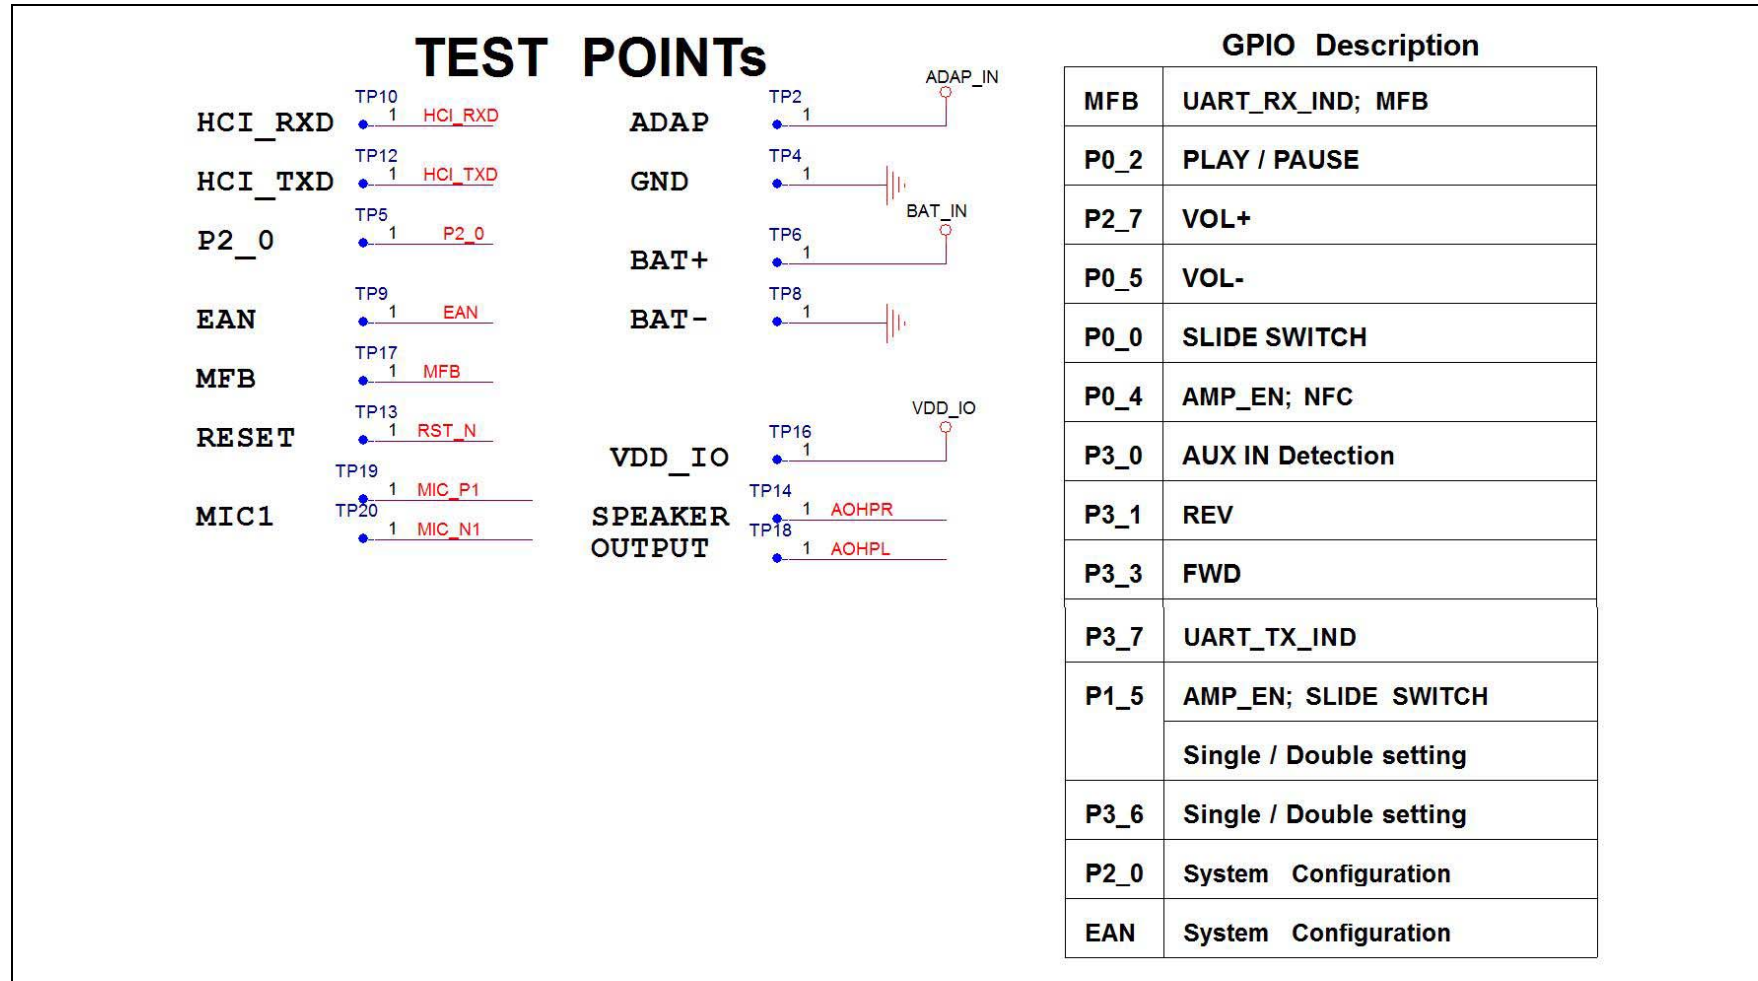 TEST POINTs
HCI_RXD TP10 1 HCI_RXD
HCI_TXD TP12 1 HCI_TXD
P2_0 TP5 1 P2_0
EAN TP9 1 EAN
MFB TP17 1 MFB
RESET TP13 1 RST_N
MIC1 TP19 1 MIC_P1
TP20 1 MIC_N1
ADAP TP2 1 ADAP_IN
GND TP4 1
BAT+ TP6 1 BAT_IN
BAT- TP8 1
VDD_IO TP16 1 VDD_IO
SPEAKER TP14 1 AOHPR
OUTPUT TP18 1 AOHPL
GPIO Description
MFB UART_RX_IND; MFB
P0_2 PLAY / PAUSE
P2_7 VOL+
P0_5 VOL-
P0_0 SLIDE SWITCH
P0_4 AMP_EN; NFC
P3_0 AUX IN Detection
P3_1 REV
P3_3 FWD
P3_7 UART_TX_IND
P1_5 AMP_EN; SLIDE SWITCH
Single / Double setting
P3_6 Single / Double setting
P2_0 System Configuration
EAN System Configuration